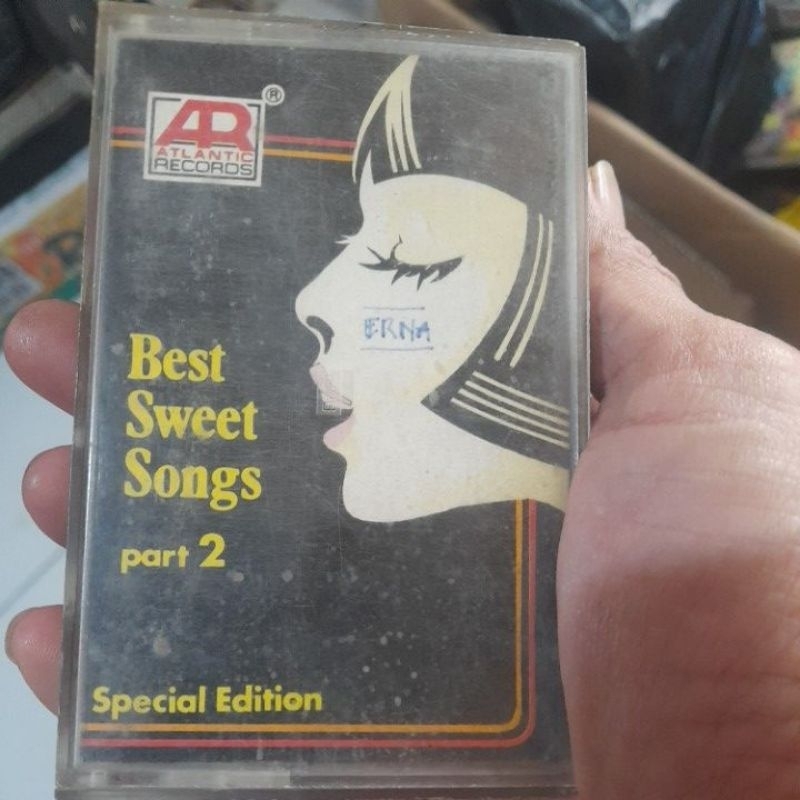 AR ®
ATLANTIC
RECORDS
ERNA
Best
Sweet
Songs
part 2
Special Edition